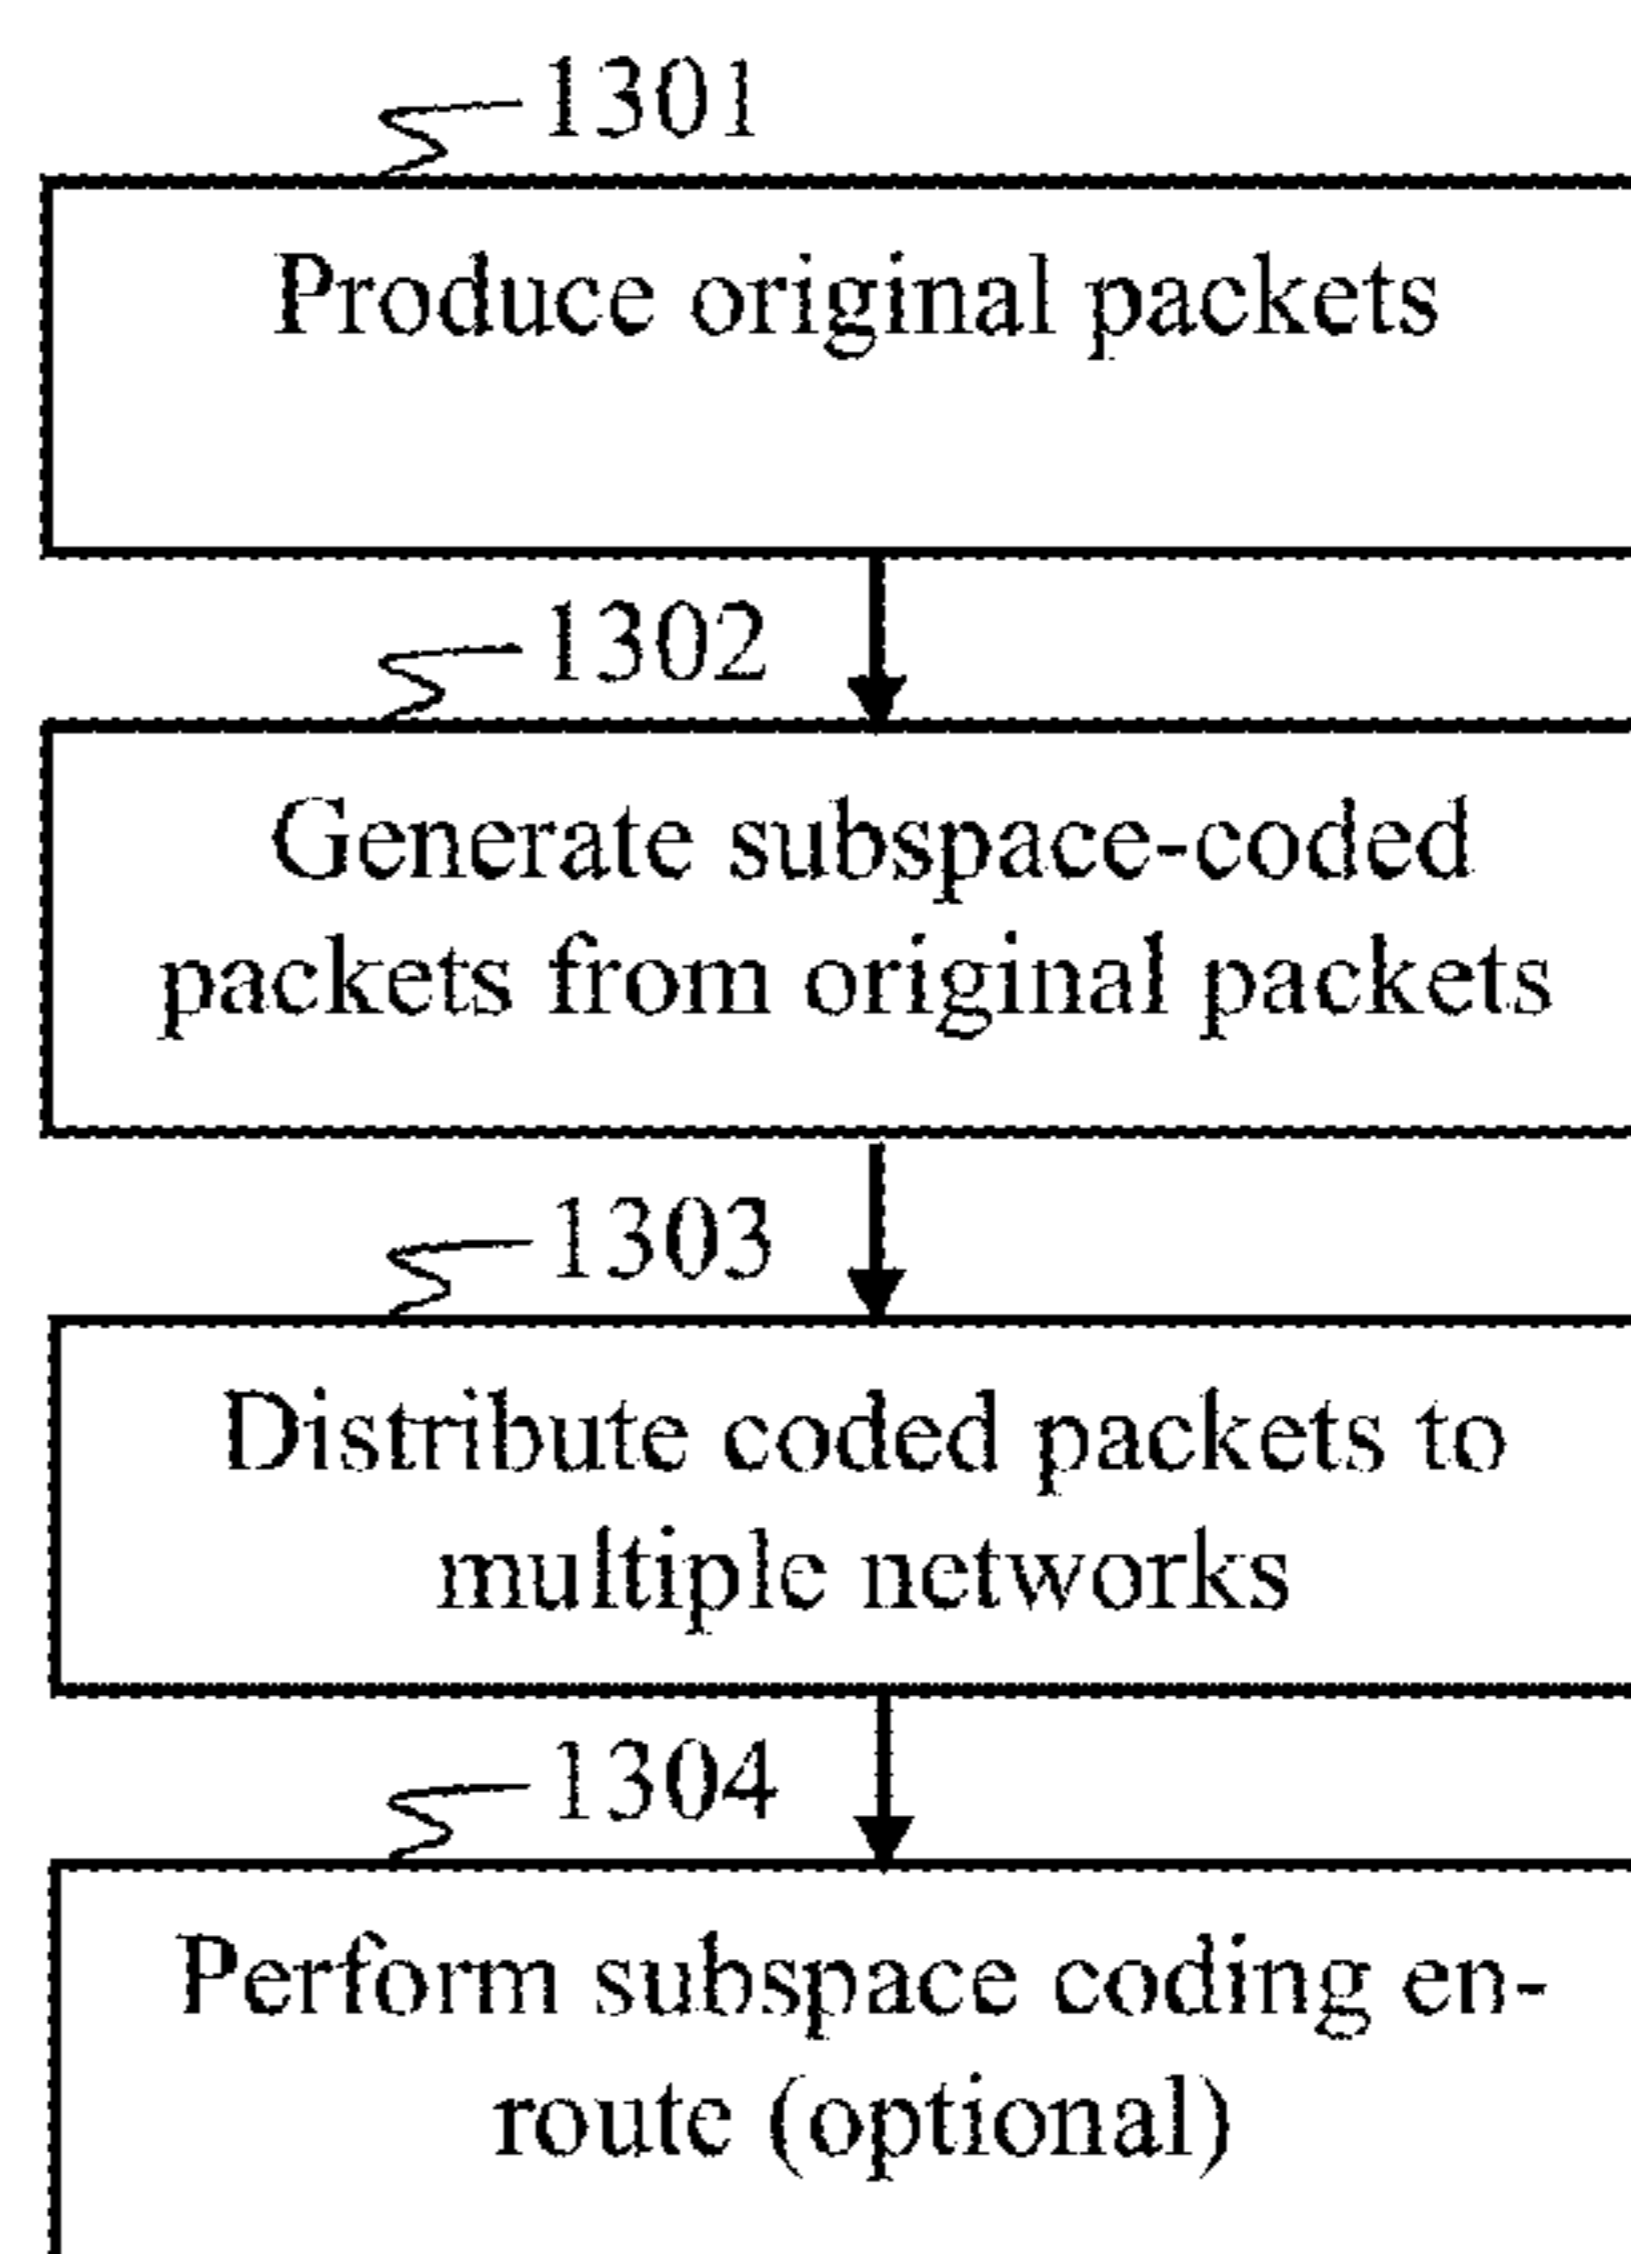 1301
Produce original packets
1302
Generate subspace-coded
packets from original packets
1303
Distribute coded packets to
multiple networks
1304
Perform subspace coding en-
route (optional)